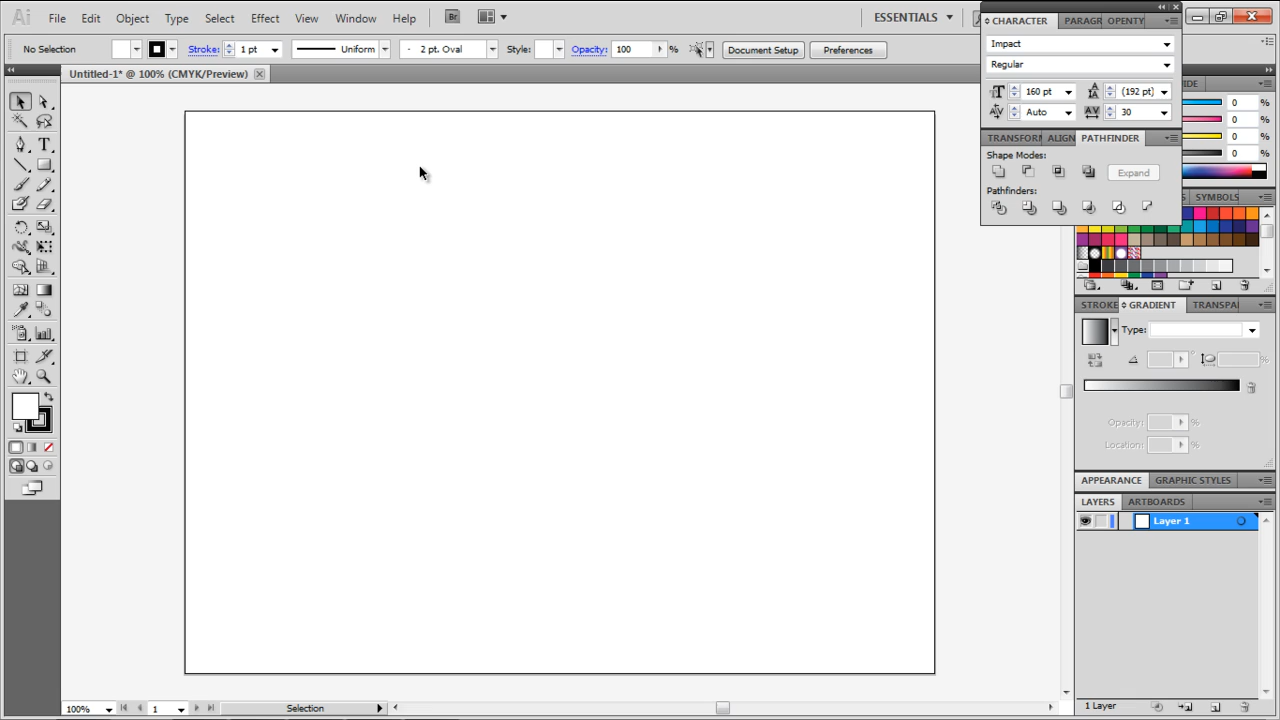 Ai File Edit Object Type Select Effect View Window Help Br ESSENTIALS
No Selection Stroke: 1 pt Uniform 2 pt. Oval Style: Opacity: 100 % Document Setup Preferences
Untitled-1* @ 100% (CMYK/Preview)
CHARACTER PARAGR OPENTY
Impact
Regular
160 pt (192 pt)
Auto 30
TRANSFORM ALIGN PATHFINDER
Shape Modes:
Expand
Pathfinders:
IDE
0 %
0 %
0 %
0 %
SYMBOLS
STROKE GRADIENT TRANSPA
Type:
°
%
Opacity: %
Location: %
APPEARANCE GRAPHIC STYLES
LAYERS ARTBOARDS
Layer 1
1 Layer
100% 1 Selection